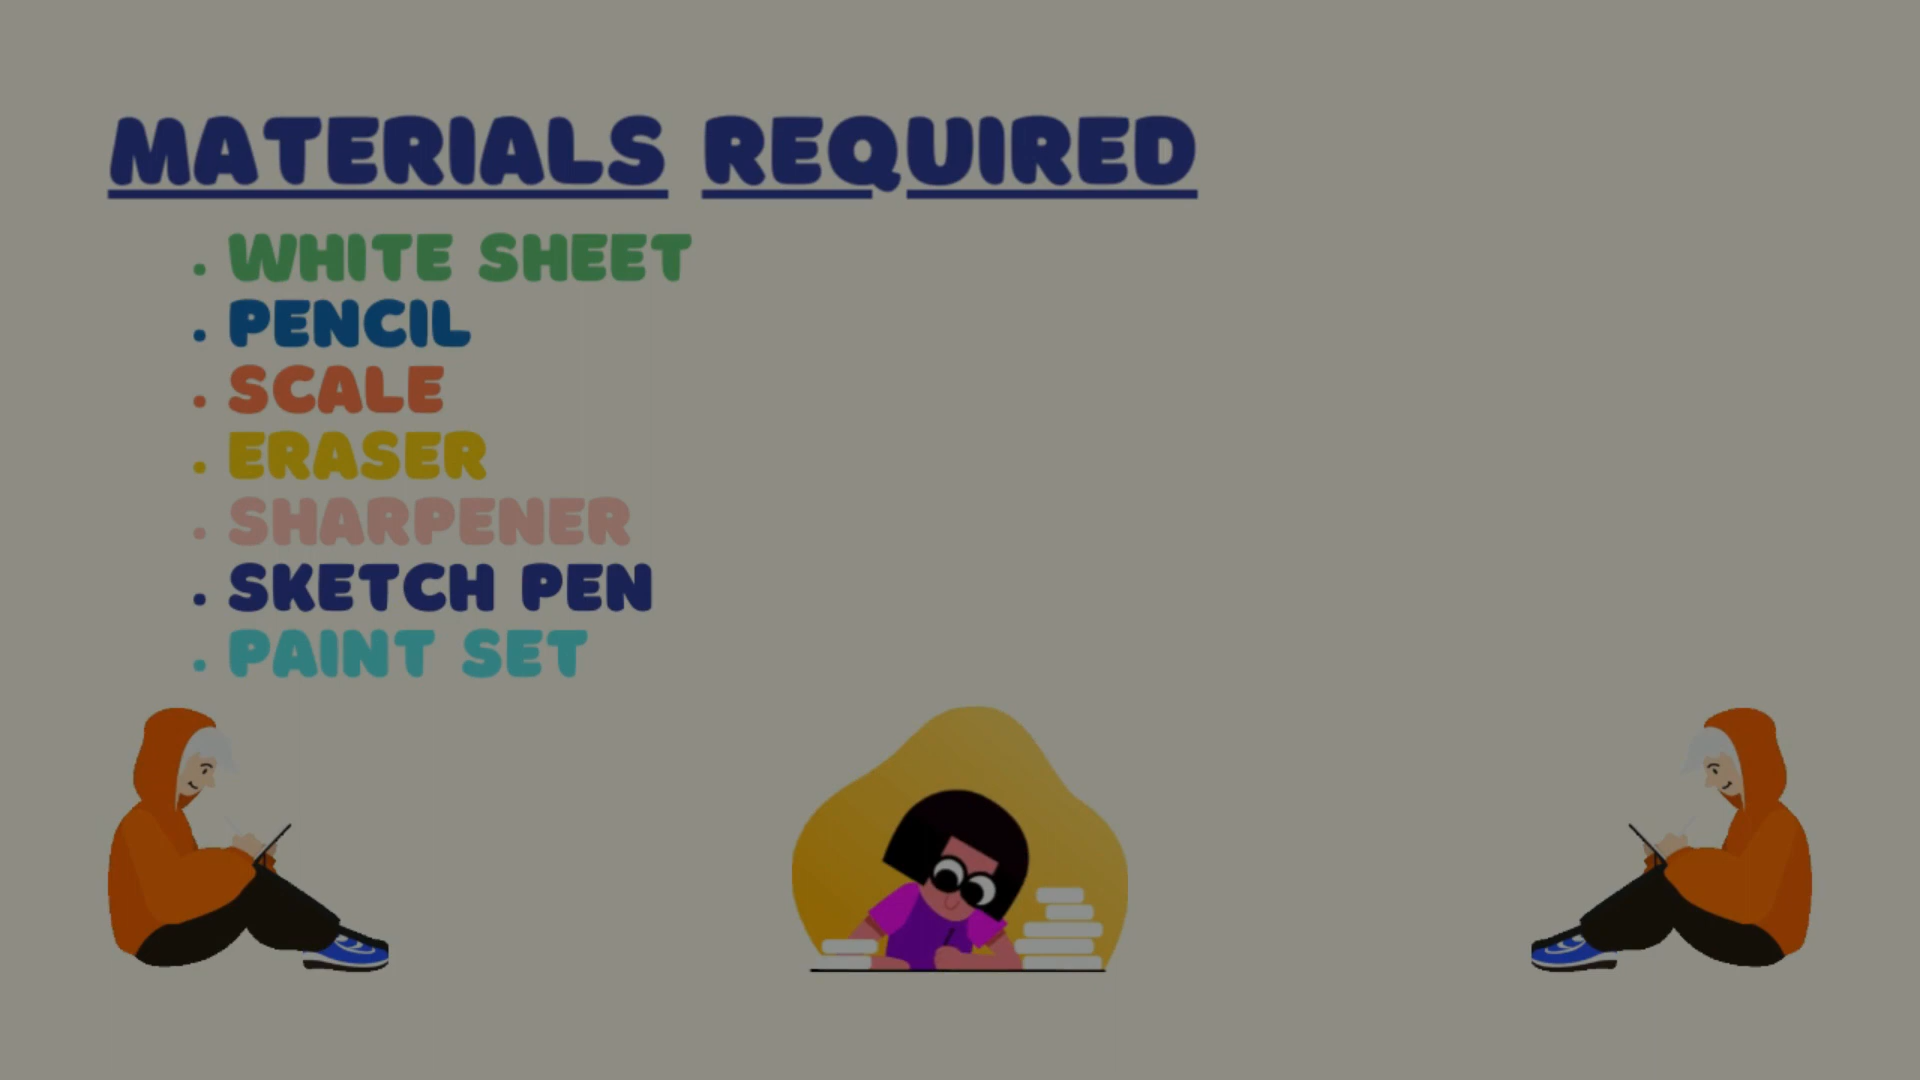 MATERIALS REQUIRED
. WHITE SHEET
. PENCIL
. SCALE
. ERASER
. SHARPENER
. SKETCH PEN
. PAINT SET